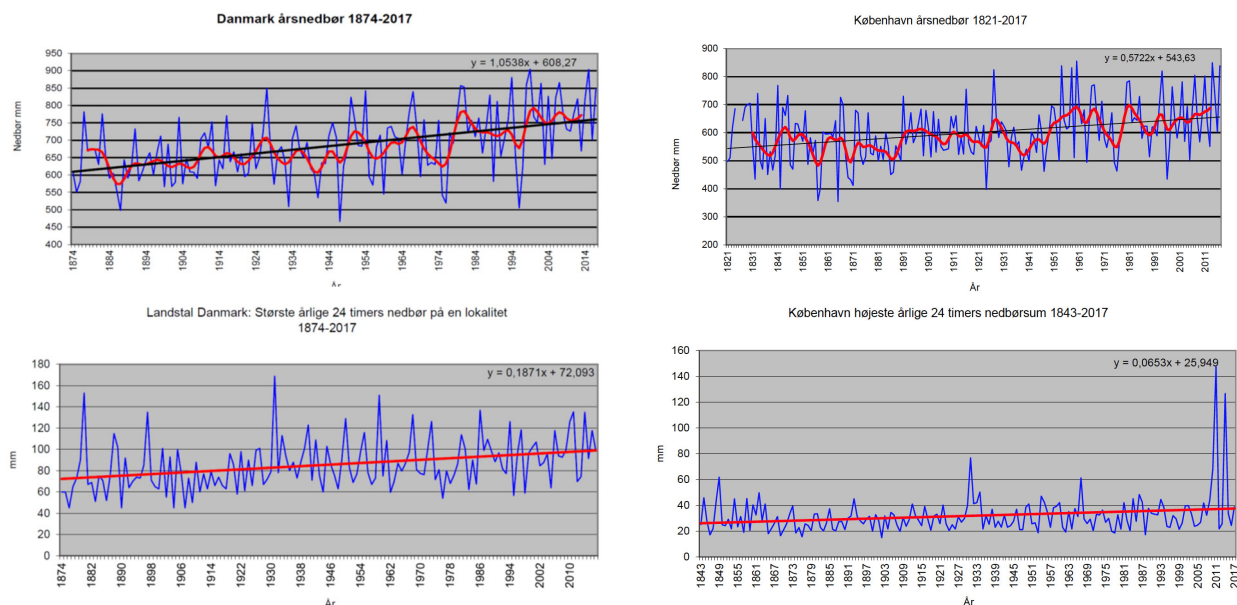 Danmark årsnedbør 1874-2017
y = 1,0538x + 608,27
Nedbør mm
950
900
850
800
750
700
650
600
550
500
450
400
1874 1884 1894 1904 1914 1924 1934 1944 1954 1964 1974 1984 1994 2004 2014
År
København årsnedbør 1821-2017
y = 0,5722x + 543,63
Nedbør mm
900
800
700
600
500
400
300
200
1821 1831 1841 1851 1861 1871 1881 1891 1901 1911 1921 1931 1941 1951 1961 1971 1981 1991 2001 2011
År
Landstal Danmark: Største årlige 24 timers nedbør på en lokalitet
1874-2017
y = 0,1871x + 72,093
mm
180
160
140
120
100
80
60
40
20
0
1874 1882 1890 1898 1906 1914 1922 1930 1938 1946 1954 1962 1970 1978 1986 1994 2002 2010
År
København højeste årlige 24 timers nedbørsum 1843-2017
y = 0,0653x + 25,949
mm
160
140
120
100
80
60
40
20
0
1843 1849 1855 1861 1867 1873 1879 1885 1891 1897 1903 1909 1915 1921 1927 1933 1939 1945 1951 1957 1963 1969 1975 1981 1987 1993 1999 2005 2011 2017
År